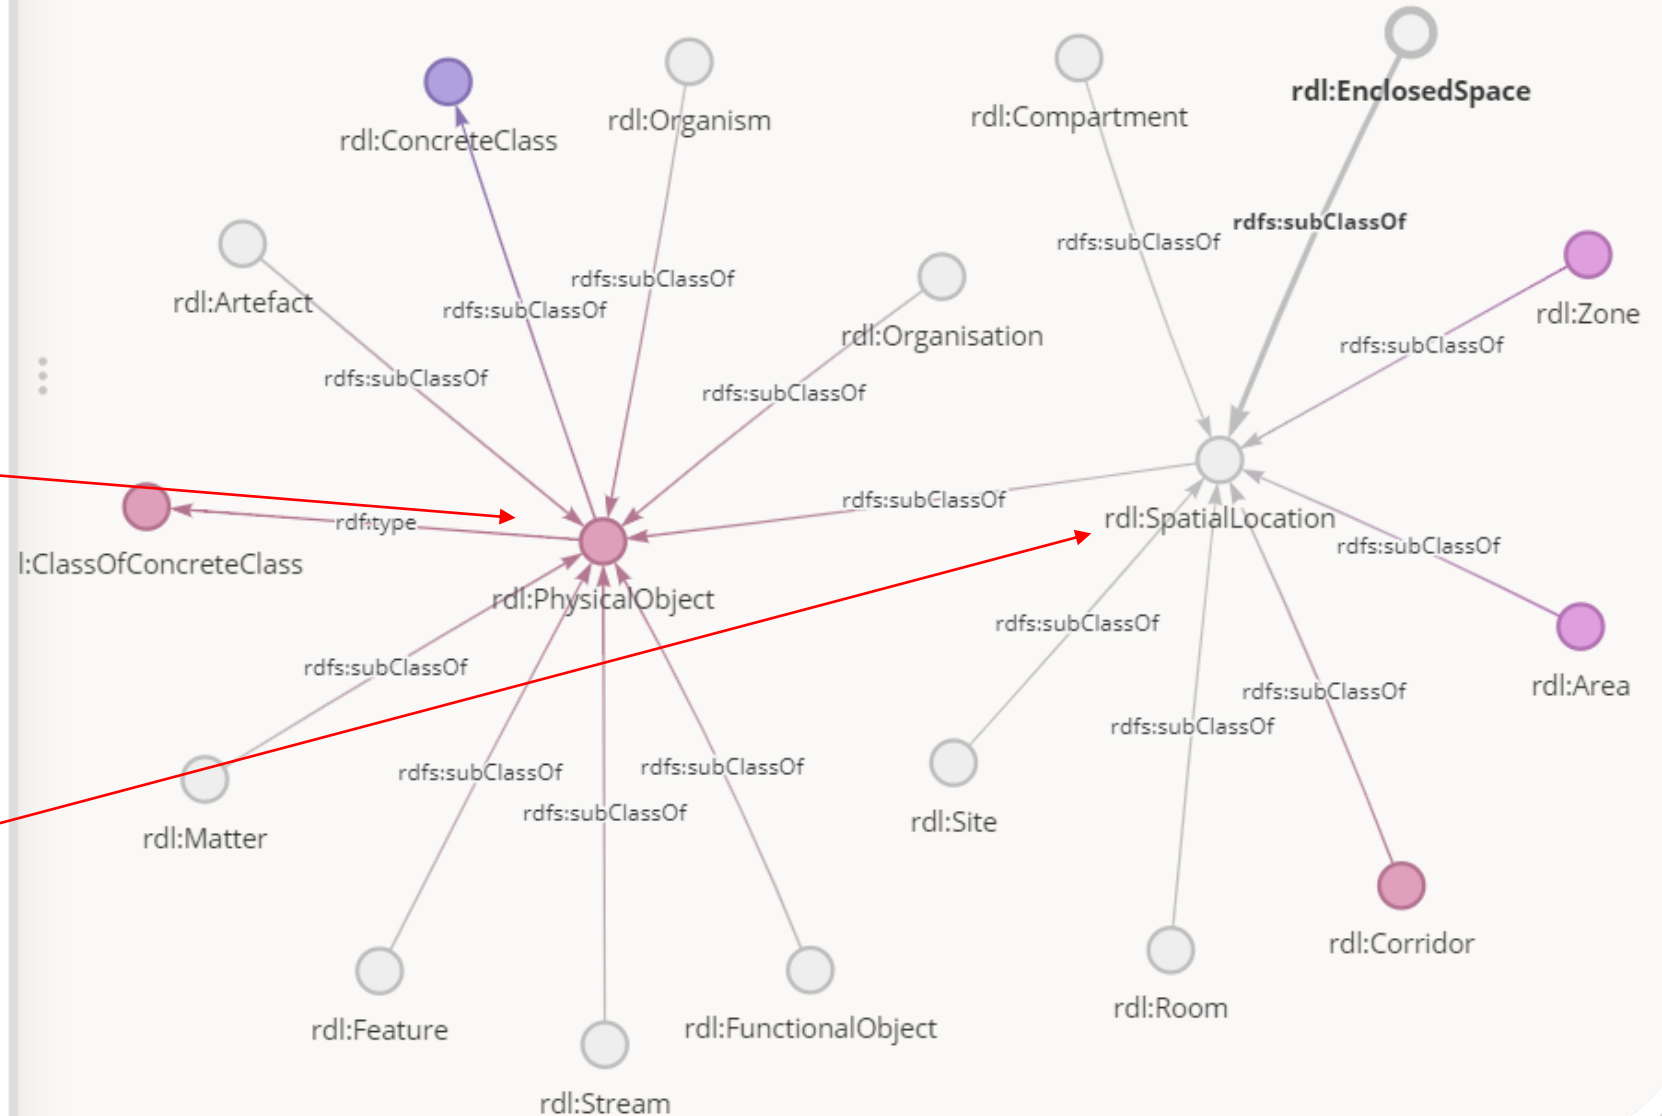 rdl:EnclosedSpace
rdl:Compartment
rdl:Organism
rdl:ConcreteClass
rdfs:subClassOf
rdfs:subClassOf
rdfs:subClassOf
rdl:Artefact
rdfs:subClassOf
rdl:Zone
rdl:Organisation
rdfs:subClassOf
rdfs:subClassOf
rdfs:subClassOf
rdfs:subClassOf
rdl:SpatialLocation
rdf:type
rdfs:subClassOf
l:ClassOfConcreteClass
rdl:PhysicalObject
rdfs:subClassOf
rdfs:subClassOf
rdl:Area
rdfs:subClassOf
rdfs:subClassOf
rdfs:subClassOf
rdfs:subClassOf
rdfs:subClassOf
rdfs:subClassOf
rdl:Site
rdl:Matter
rdl:Corridor
rdl:Room
rdl:Feature
rdl:FunctionalObject
rdl:Stream